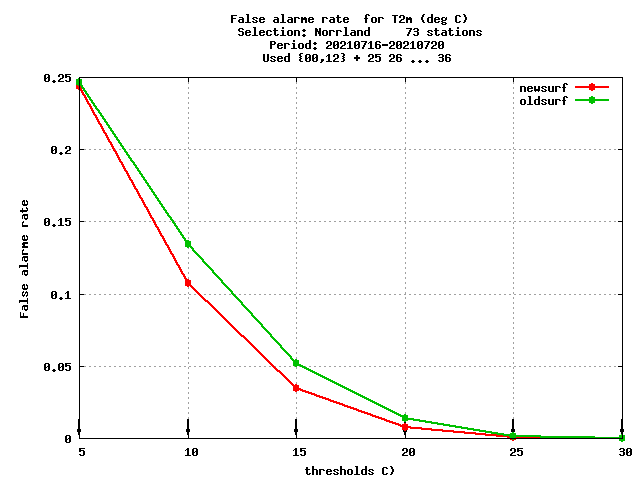 False alarme rate  for T2m (deg C)
Selection: Norrland     73 stations
Period: 20210716-20210720
Used {00,12} + 25 26 ... 36
newsurf
oldsurf
0.25
0.2
0.15
0.1
0.05
0
False alarme rate
5 10 15 20 25 30
thresholds C)